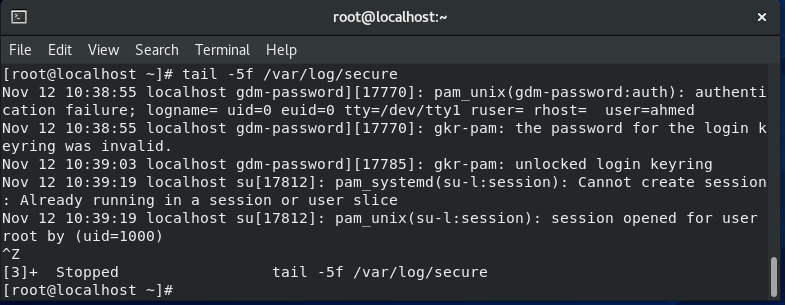 root@localhost:~
File Edit View Search Terminal Help
[root@localhost ~]# tail -5f /var/log/secure
Nov 12 10:38:55 localhost gdm-password][17770]: pam_unix(gdm-password:auth): authenti
cation failure; logname= uid=0 euid=0 tty=/dev/tty1 ruser= rhost=  user=ahmed
Nov 12 10:38:55 localhost gdm-password][17770]: gkr-pam: the password for the login k
eyring was invalid.
Nov 12 10:39:03 localhost gdm-password][17785]: gkr-pam: unlocked login keyring
Nov 12 10:39:19 localhost su[17812]: pam_systemd(su-l:session): Cannot create session
: Already running in a session or user slice
Nov 12 10:39:19 localhost su[17812]: pam_unix(su-l:session): session opened for user
root by (uid=1000)
^Z
[3]+  Stopped                 tail -5f /var/log/secure
[root@localhost ~]#